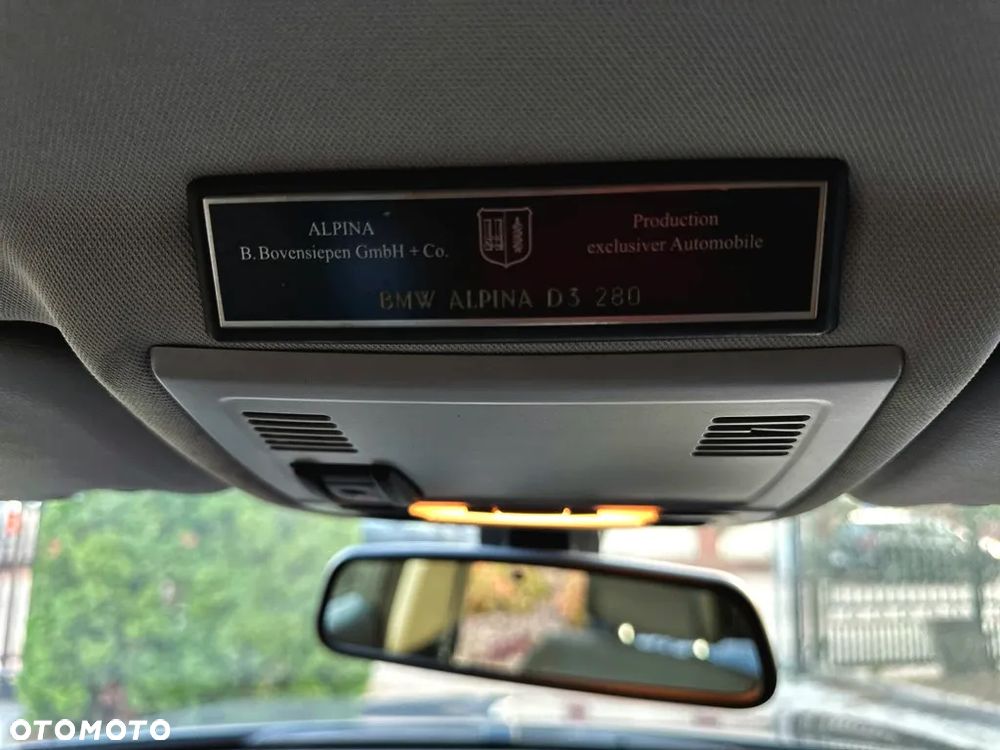 ALPINA
B. Bovensiepen GmbH + Co.
Production
exclusiver Automobile
BMW ALPINA D3 280
OTOMOTO